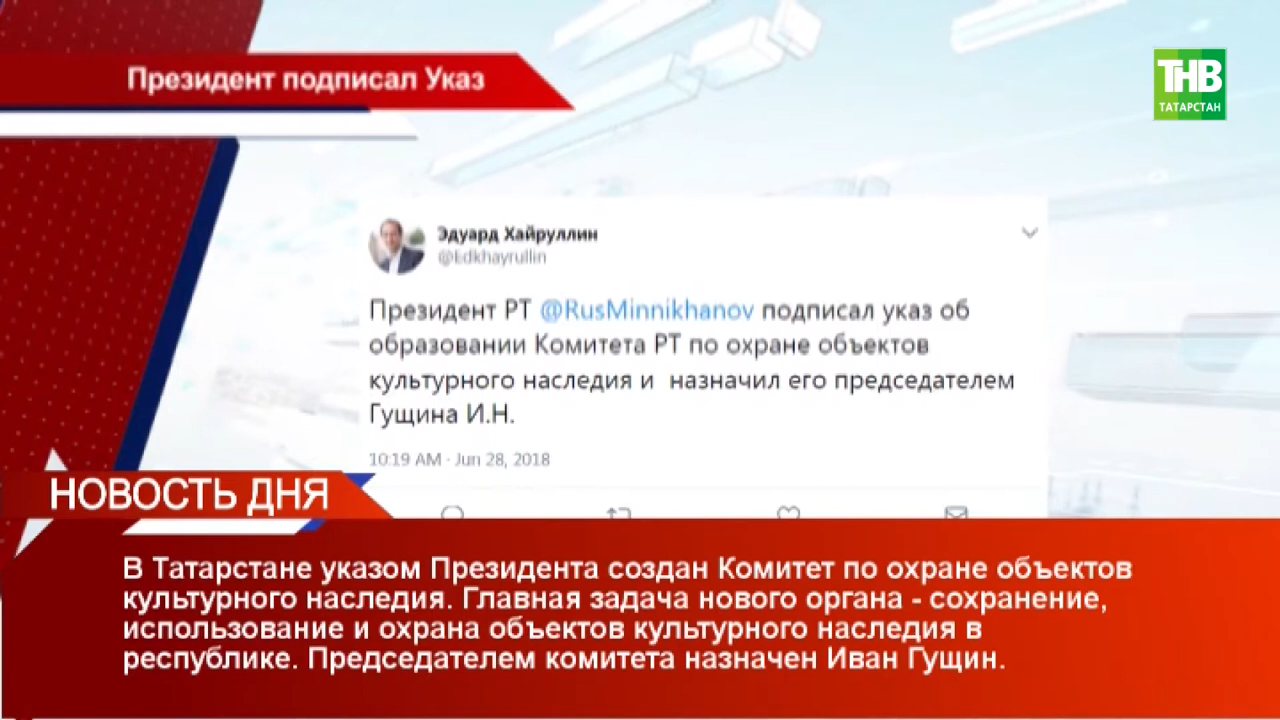 Президент подписал Указ
ТНВ
ТАТАРСТАН
Эдуард Хайруллин
@Edkhayrullin
Президент РТ @RusMinnikhanov подписал указ об
образовании Комитета РТ по охране объектов
культурного наследия и назначил его председателем
Гущина И.Н.
10:19 AM · Jun 28, 2018
НОВОСТЬ ДНЯ
В Татарстане указом Президента создан Комитет по охране объектов
культурного наследия. Главная задача нового органа - сохранение,
использование и охрана объектов культурного наследия в
республике. Председателем комитета назначен Иван Гущин.